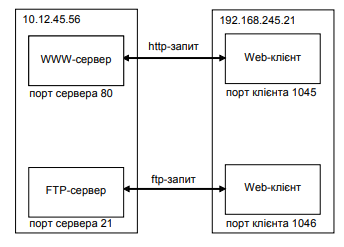 10.12.45.56
192.168.245.21
http-запит
WWW-сервер
Web-клієнт
порт сервера 80
порт клієнта 1045
ftp-запит
FTP-сервер
Web-клієнт
порт сервера 21
порт клієнта 1046